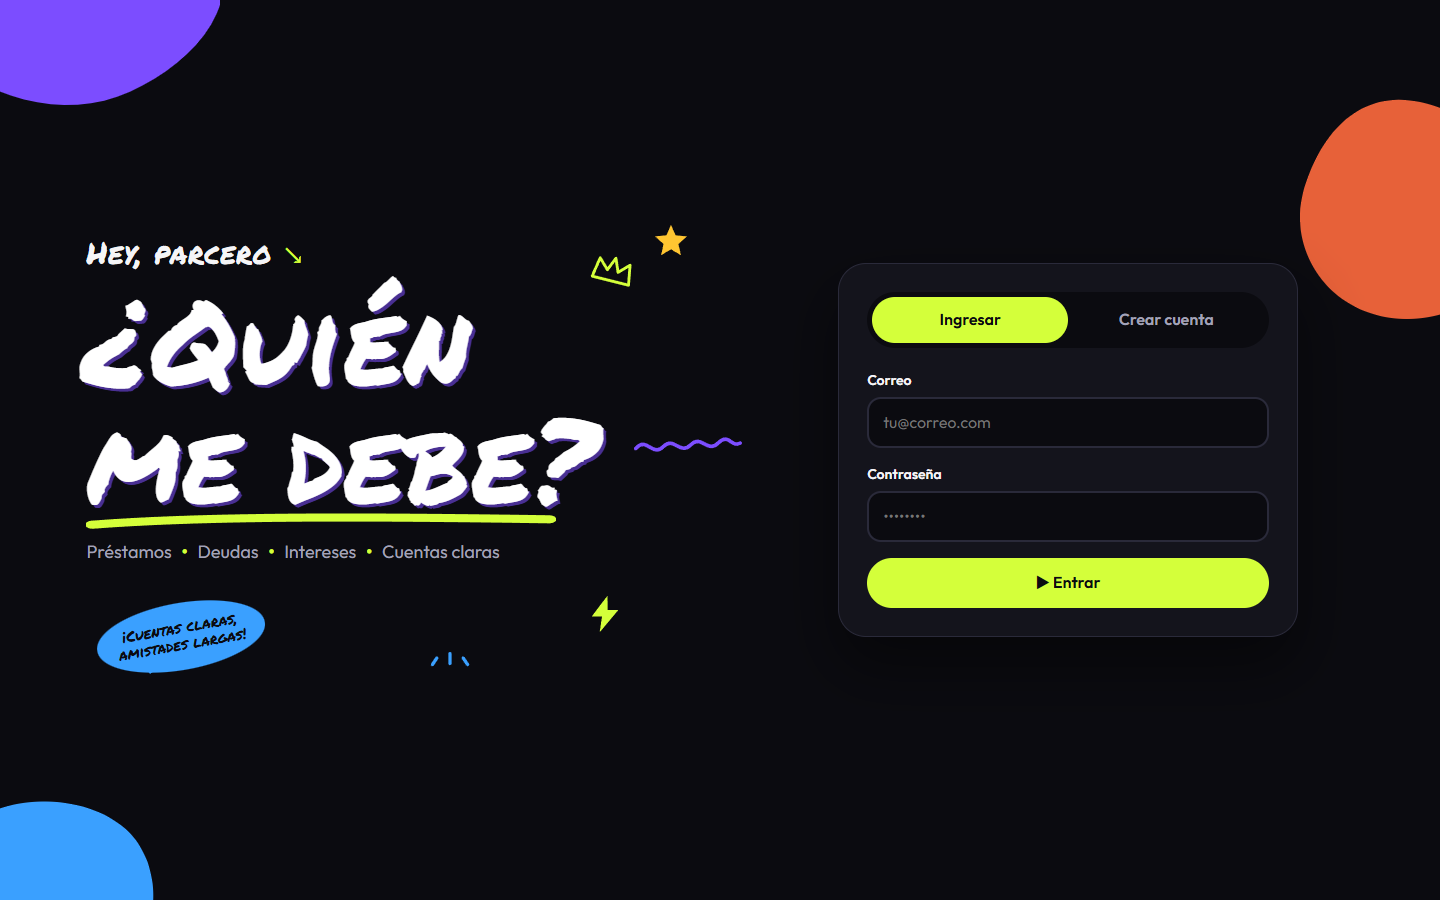 Hey, parcero ↘
¿Quién
me debe?
Préstamos • Deudas • Intereses • Cuentas claras
¡Cuentas claras,
amistades largas!
Ingresar
Crear cuenta
Correo
tu@correo.com
Contraseña
••••••••
▶ Entrar